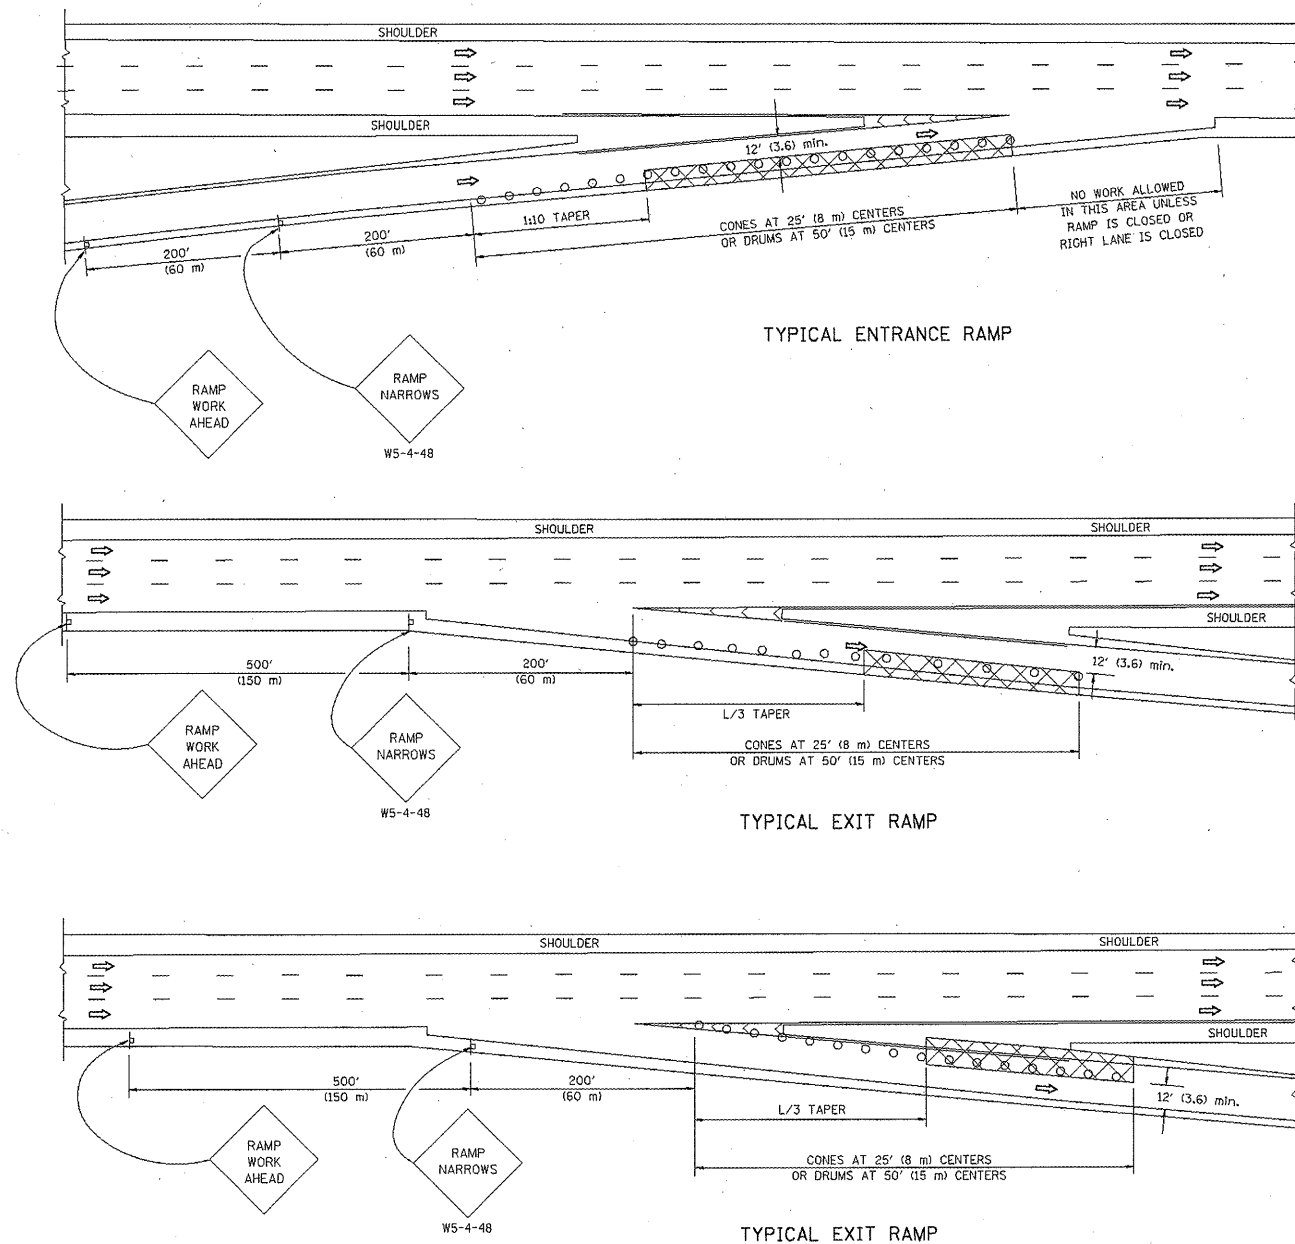 SHOULDER
SHOULDER
12' (3.6) min.
1:10 TAPER
CONES AT 25' (8 m) CENTERS
OR DRUMS AT 50' (15 m) CENTERS
NO WORK ALLOWED
IN THIS AREA UNLESS
RAMP IS CLOSED OR
RIGHT LANE IS CLOSED
200'
(60 m)
200'
(60 m)
TYPICAL ENTRANCE RAMP
RAMP
WORK
AHEAD
RAMP
NARROWS
W5-4-48
SHOULDER
SHOULDER
SHOULDER
500'
(150 m)
200'
(60 m)
12' (3.6) min.
L/3 TAPER
CONES AT 25' (8 m) CENTERS
OR DRUMS AT 50' (15 m) CENTERS
RAMP
WORK
AHEAD
RAMP
NARROWS
W5-4-48
TYPICAL EXIT RAMP
SHOULDER
SHOULDER
SHOULDER
500'
(150 m)
200'
(60 m)
12' (3.6) min.
L/3 TAPER
CONES AT 25' (8 m) CENTERS
OR DRUMS AT 50' (15 m) CENTERS
RAMP
WORK
AHEAD
RAMP
NARROWS
W5-4-48
TYPICAL EXIT RAMP